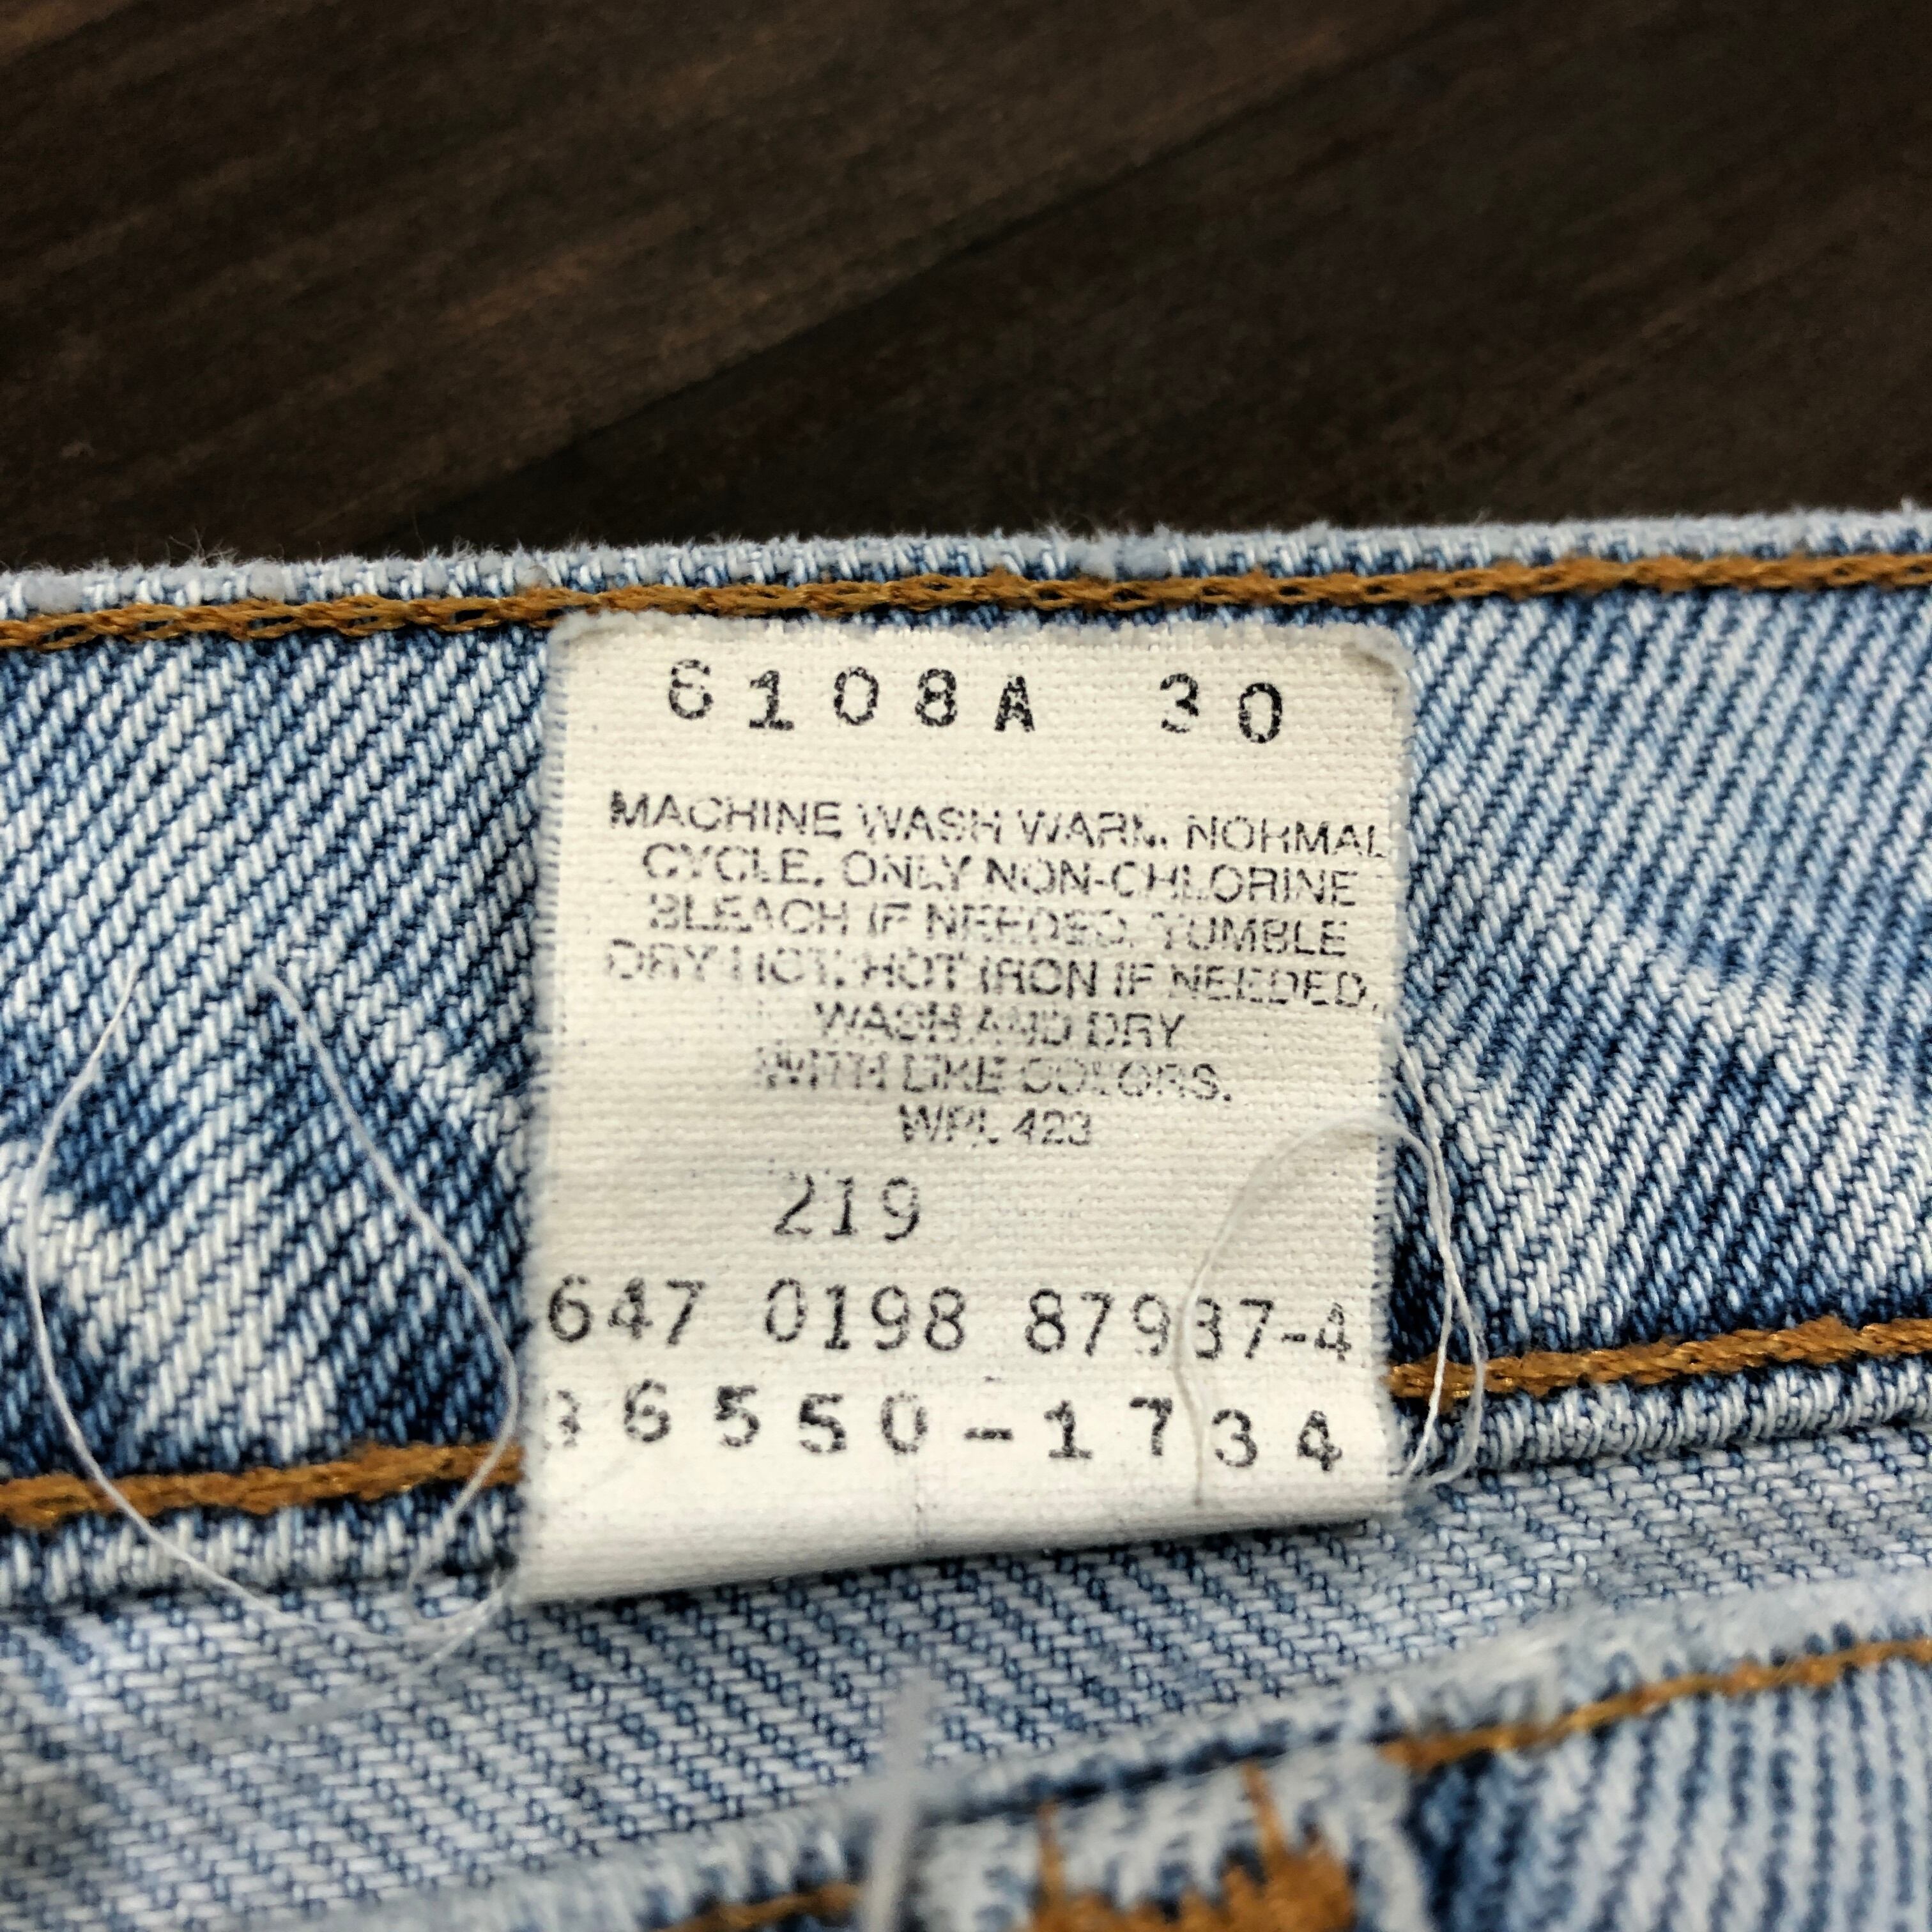 6108A 30
MACHINE WASH WARM, NORMAL
CYCLE. ONLY NON-CHLORINE
BLEACH IF NEEDED. TUMBLE
DRY HOT. HOT IRON IF NEEDED.
WASH AND DRY
WITH LIKE COLORS.
WPL 423
219
647 0198 87937-4
36550-1734